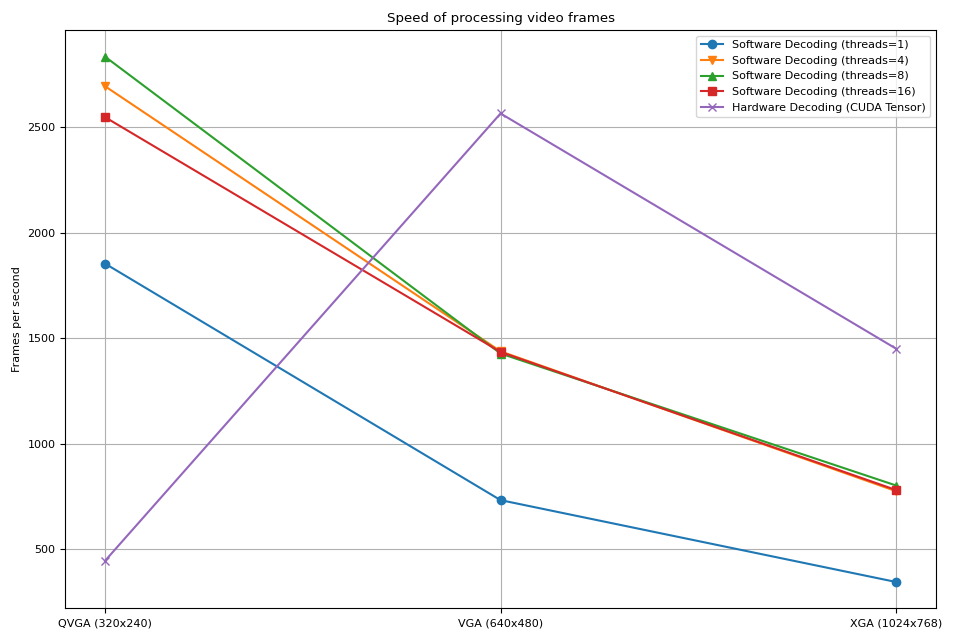 Speed of processing video frames
Software Decoding (threads=1)
Software Decoding (threads=4)
Software Decoding (threads=8)
Software Decoding (threads=16)
Hardware Decoding (CUDA Tensor)
Frames per second
2500
2000
1500
1000
500
QVGA (320x240)
VGA (640x480)
XGA (1024x768)